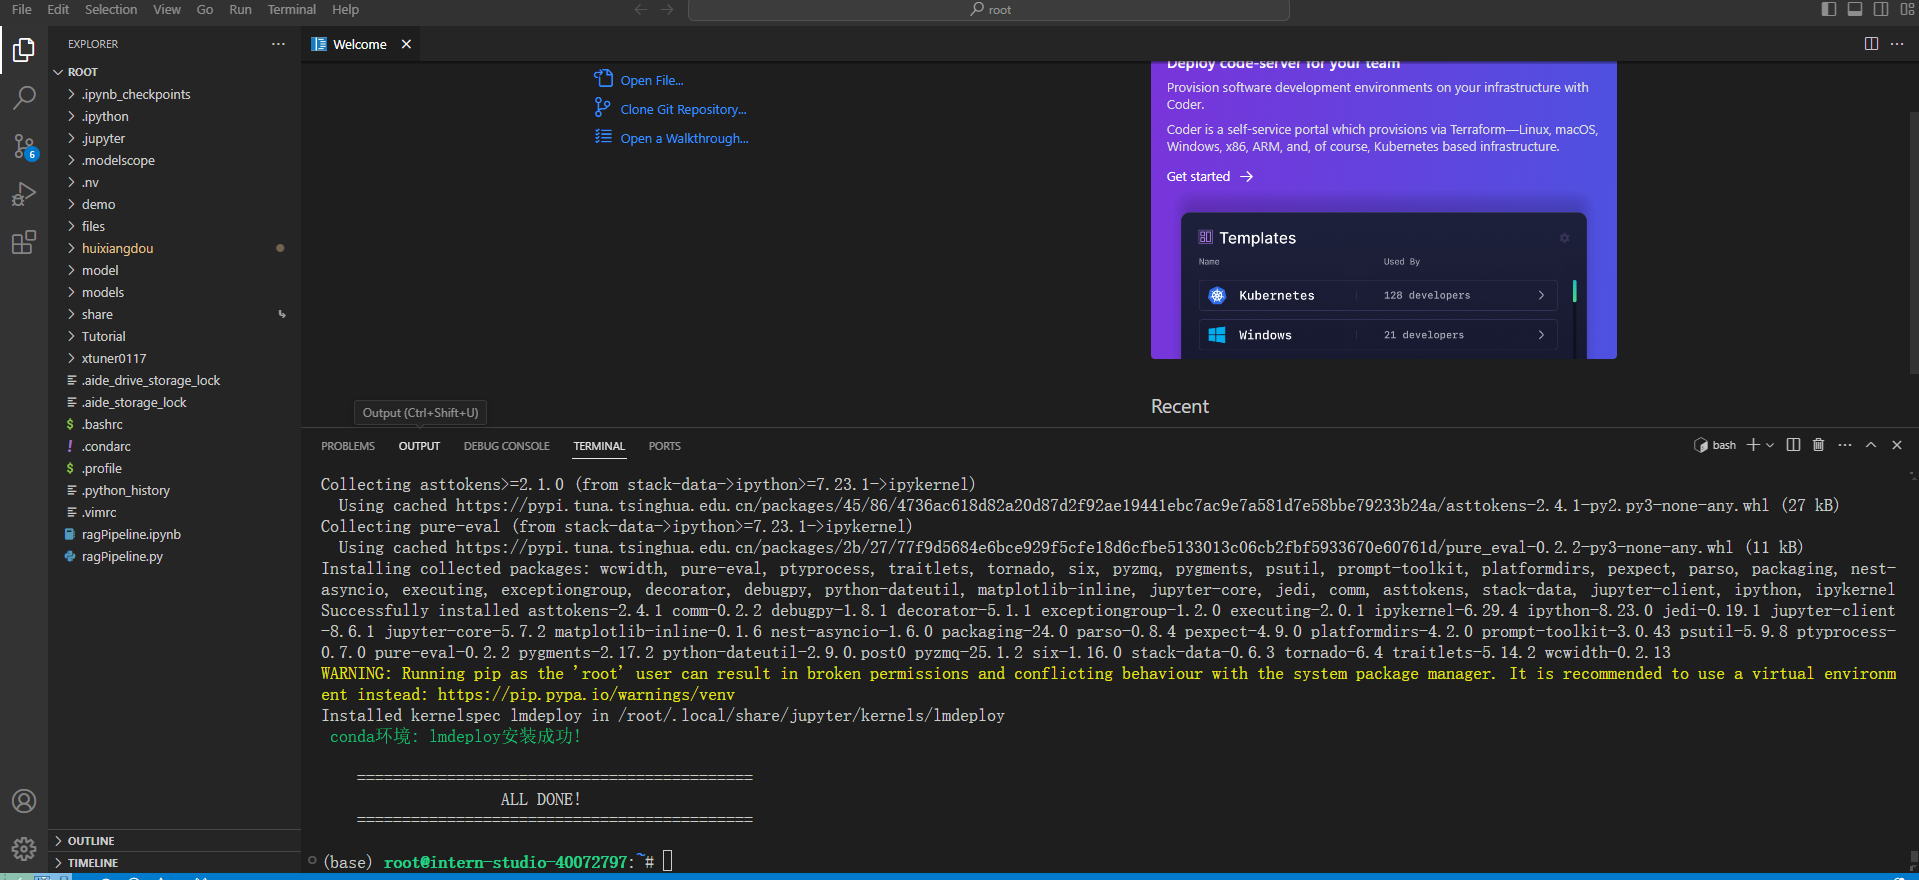 File Edit Selection View Go Run Terminal Help
root
EXPLORER
Welcome
ROOT
.ipynb_checkpoints
.ipython
.jupyter
.modelscope
.nv
demo
files
huixiangdou
model
models
share
Tutorial
xtuner0117
.aide_drive_storage_lock
.aide_storage_lock
.bashrc
.condarc
.profile
.python_history
.vimrc
ragPipeline.ipynb
ragPipeline.py
OUTLINE
TIMELINE
6
Open File...
Clone Git Repository...
Open a Walkthrough...
Deploy code-server for your team
Provision software development environments on your infrastructure with
Coder.
Coder is a self-service portal which provisions via Terraform—Linux, macOS,
Windows, x86, ARM, and, of course, Kubernetes based infrastructure.
Get started →
Templates
Name Used By
Kubernetes 128 developers
Windows 21 developers
Recent
Output (Ctrl+Shift+U)
PROBLEMS OUTPUT DEBUG CONSOLE TERMINAL PORTS
bash
Collecting asttokens>=2.1.0 (from stack-data->ipython>=7.23.1->ipykernel)
Using cached https://pypi.tuna.tsinghua.edu.cn/packages/45/86/4736ac618d82a20d87d2f92ae19441ebc7ac9e7a581d7e58bbe79233b24a/asttokens-2.4.1-py2.py3-none-any.whl (27 kB)
Collecting pure-eval (from stack-data->ipython>=7.23.1->ipykernel)
Using cached https://pypi.tuna.tsinghua.edu.cn/packages/2b/27/77f9d5684e6bce929f5cfe18d6cfbe5133013c06cb2fbf5933670e60761d/pure_eval-0.2.2-py3-none-any.whl (11 kB)
Installing collected packages: wcwidth, pure-eval, ptyprocess, traitlets, tornado, six, pyzmq, pygments, psutil, prompt-toolkit, platformdirs, pexpect, parso, packaging, nest-
asyncio, executing, exceptiongroup, decorator, debugpy, python-dateutil, matplotlib-inline, jupyter-core, jedi, comm, asttokens, stack-data, jupyter-client, ipython, ipykernel
Successfully installed asttokens-2.4.1 comm-0.2.2 debugpy-1.8.1 decorator-5.1.1 exceptiongroup-1.2.0 executing-2.0.1 ipykernel-6.29.4 ipython-8.23.0 jedi-0.19.1 jupyter-client
-8.6.1 jupyter-core-5.7.2 matplotlib-inline-0.1.6 nest-asyncio-1.6.0 packaging-24.0 parso-0.8.4 pexpect-4.9.0 platformdirs-4.2.0 prompt-toolkit-3.0.43 psutil-5.9.8 ptyprocess-
0.7.0 pure-eval-0.2.2 pygments-2.17.2 python-dateutil-2.9.0.post0 pyzmq-25.1.2 six-1.16.0 stack-data-0.6.3 tornado-6.4 traitlets-5.14.2 wcwidth-0.2.13
WARNING: Running pip as the 'root' user can result in broken permissions and conflicting behaviour with the system package manager. It is recommended to use a virtual environm
ent instead: https://pip.pypa.io/warnings/venv
Installed kernelspec lmdeploy in /root/.local/share/jupyter/kernels/lmdeploy
conda环境: lmdeploy安装成功!
============================================
ALL DONE!
============================================
(base) root@intern-studio-40072797:~#